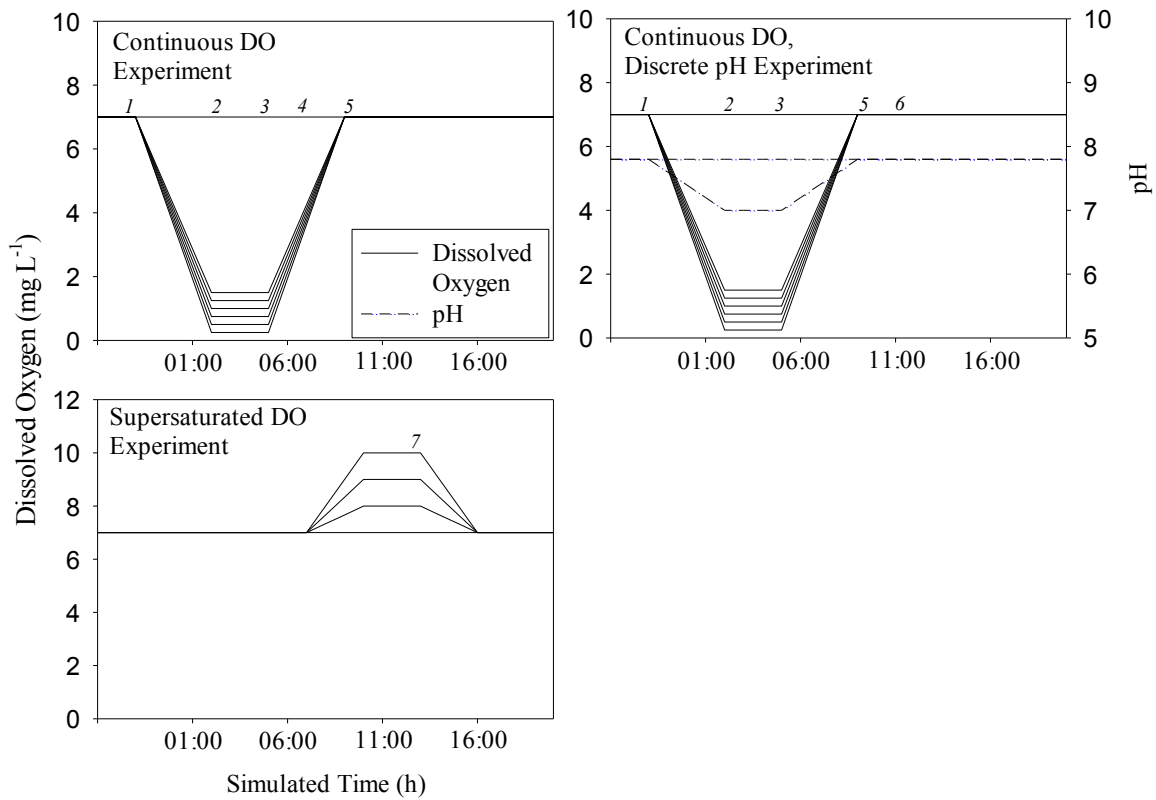 Continuous DO
Experiment
10
8
6
4
2
0
1 2 3 4 5
Dissolved
Oxygen
pH
01:00 06:00 11:00 16:00
Continuous DO,
Discrete pH Experiment
10
8
6
4
2
0
1 2 3 5 6
10
9
8
7
6
5
pH
01:00 06:00 11:00 16:00
Dissolved Oxygen (mg L-1)
Supersaturated DO
Experiment
12
10
8
6
4
2
0
7
01:00 06:00 11:00 16:00
Simulated Time (h)